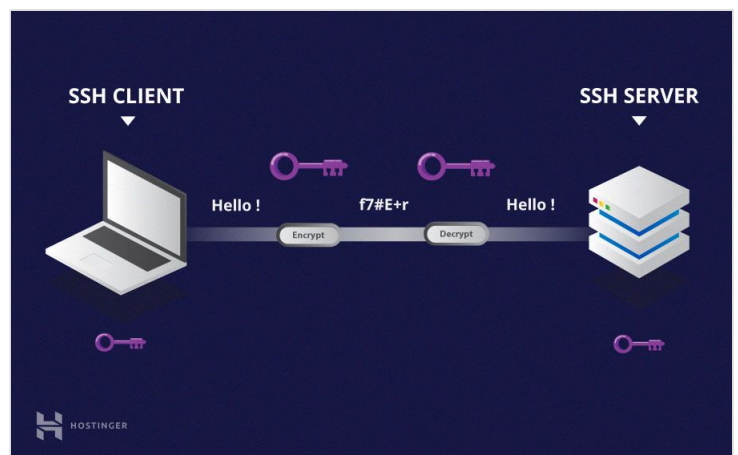 SSH CLIENT
SSH SERVER
Hello !
f7#E+r
Hello !
Encrypt
Decrypt
HOSTINGER